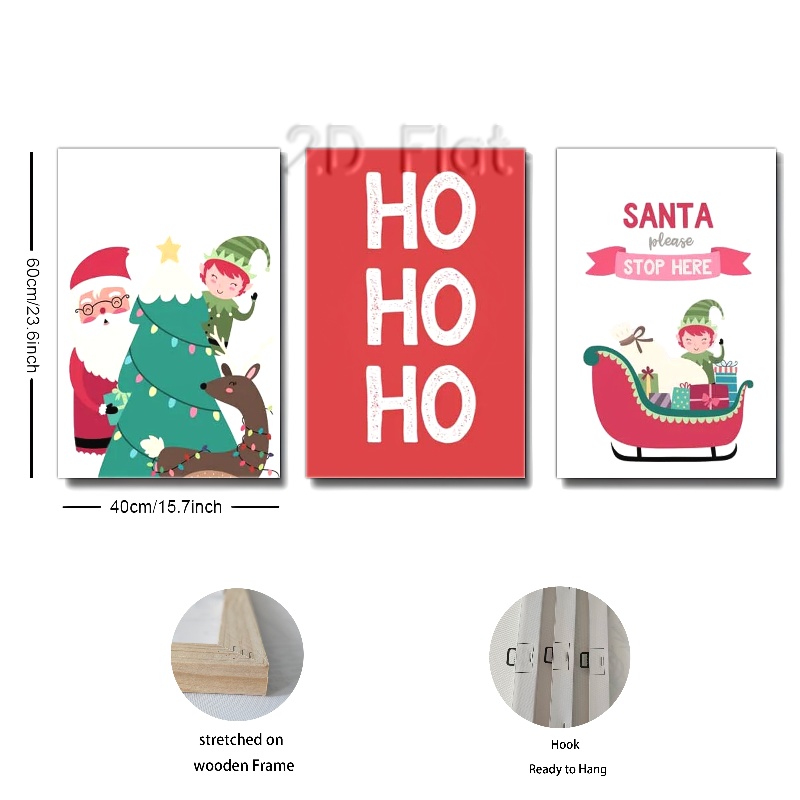 2D Flat
HO
HO
HO
SANTA
please
STOP HERE
60cm/23.6inch
40cm/15.7inch
stretched on
wooden Frame
Hook
Ready to Hang